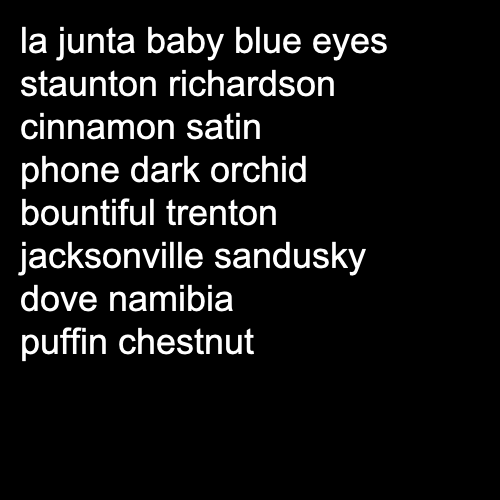 la junta baby blue eyes
staunton richardson
cinnamon satin
phone dark orchid
bountiful trenton
jacksonville sandusky
dove namibia
puffin chestnut